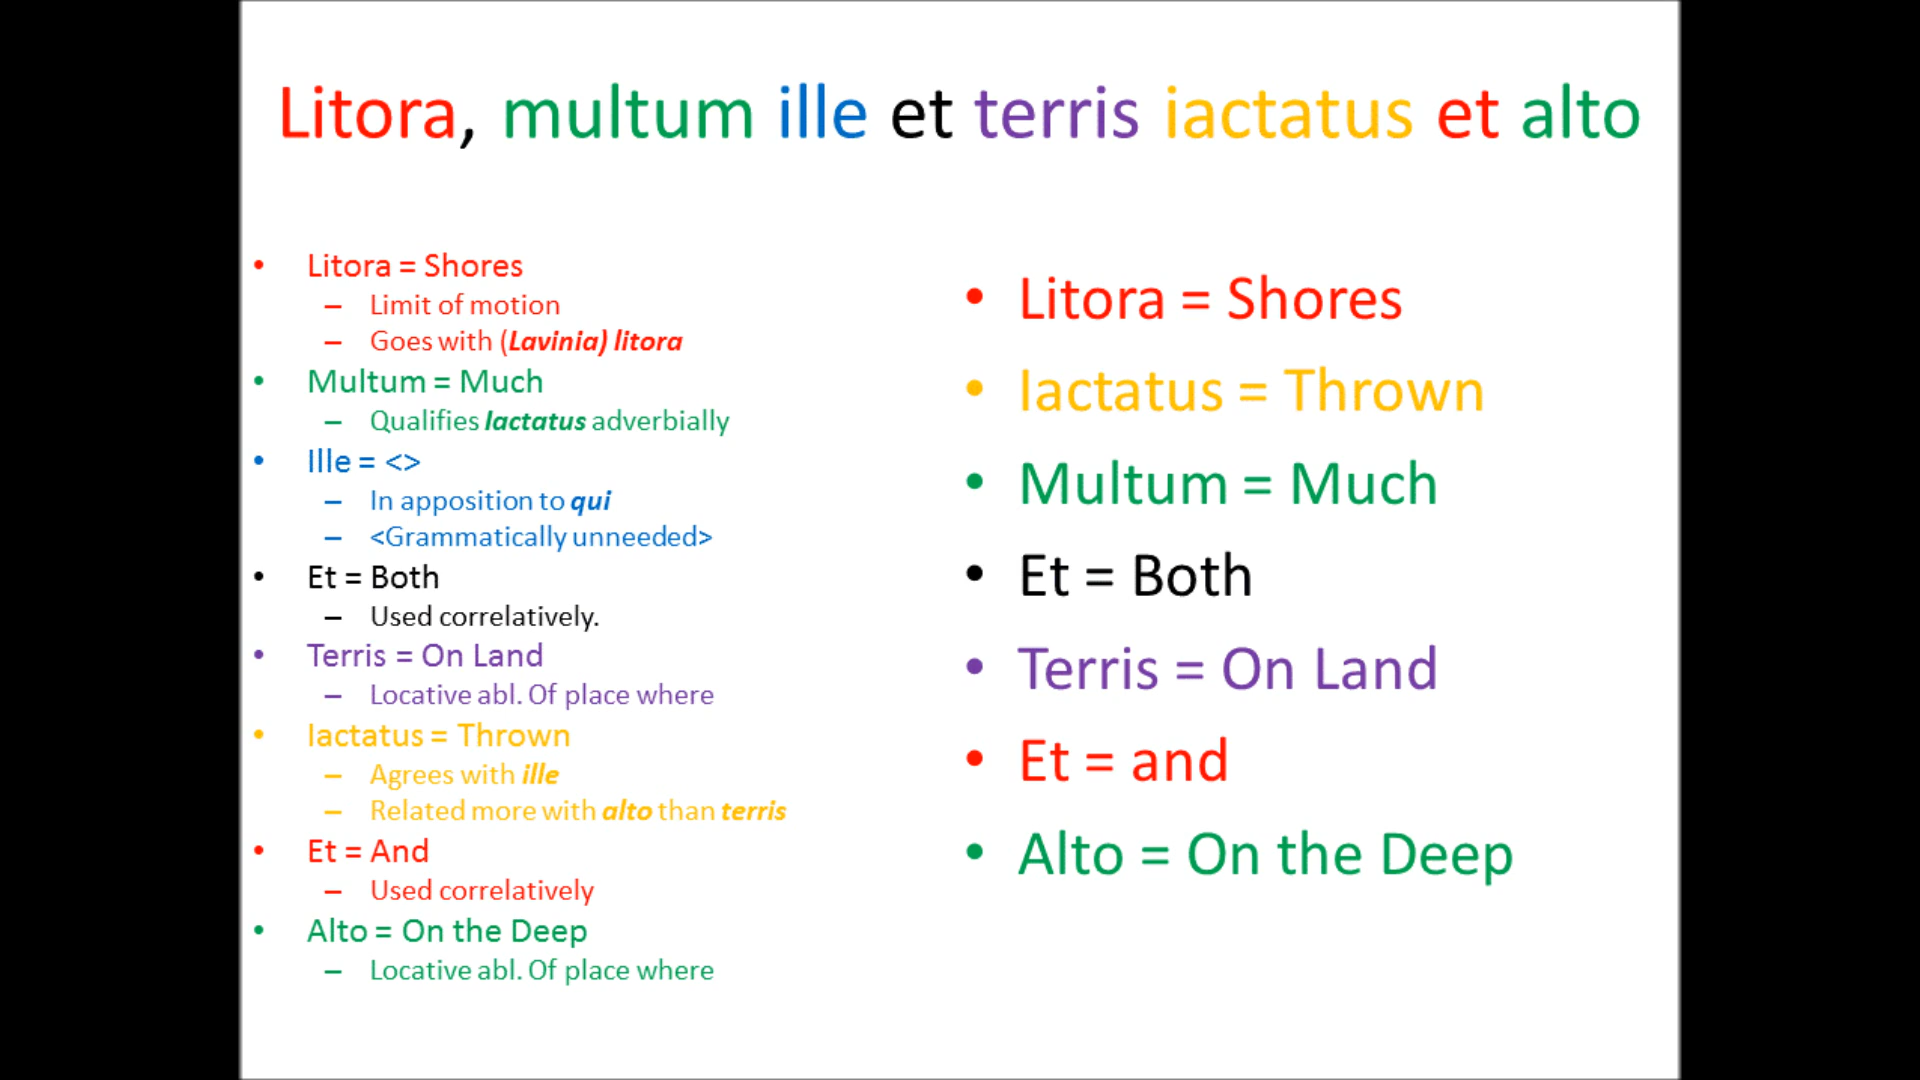 Litora, multum ille et terris iactatus et alto
• Litora = Shores
– Limit of motion
– Goes with (Lavinia) litora
• Multum = Much
– Qualifies Iactatus adverbially
• Ille = <>
– In apposition to qui
– <Grammatically unneeded>
• Et = Both
– Used correlatively.
• Terris = On Land
– Locative abl. Of place where
• Iactatus = Thrown
– Agrees with ille
– Related more with alto than terris
• Et = And
– Used correlatively
• Alto = On the Deep
– Locative abl. Of place where
• Litora = Shores
• Iactatus = Thrown
• Multum = Much
• Et = Both
• Terris = On Land
• Et = and
• Alto = On the Deep